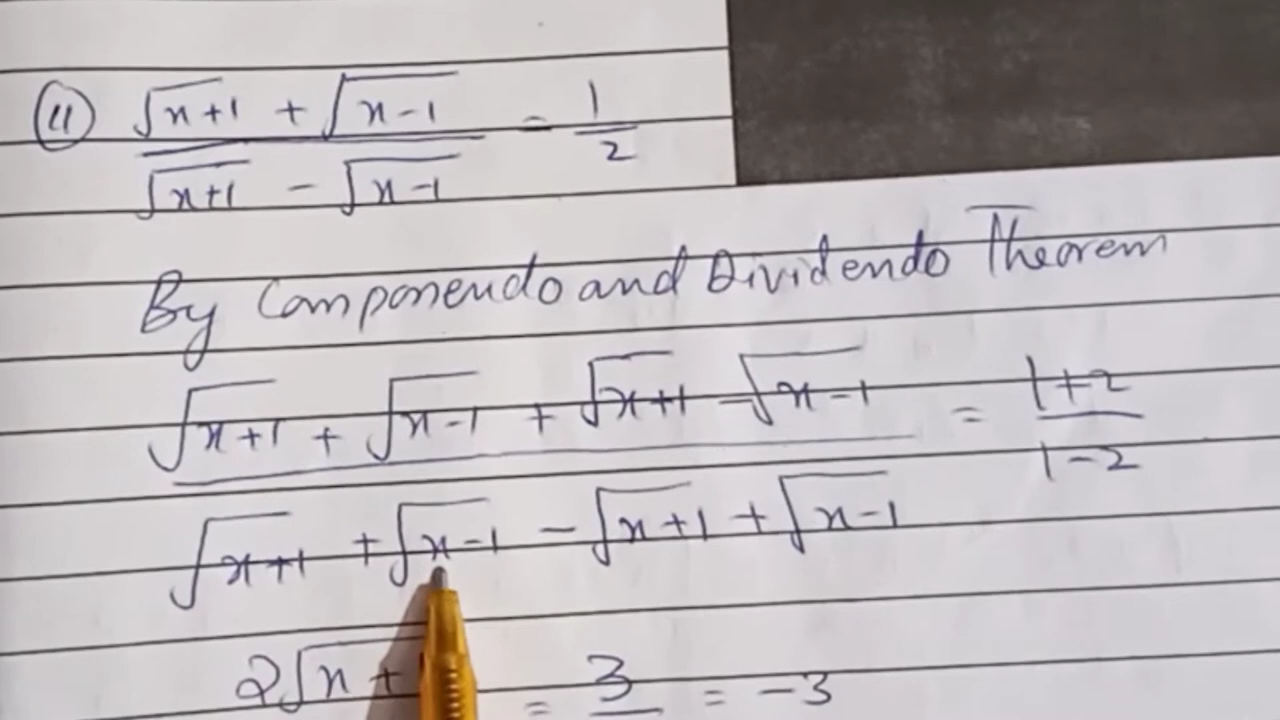 (11) √x+1 + √x-1 = 1
√x+1 - √x-1 2
By Componendo and Dividendo Theorem
√x+1 + √x-1 + √x+1 - √x-1 = 1+2
√x+1 + √x-1 - √x+1 + √x-1 1-2
2√x+ = 3 = -3